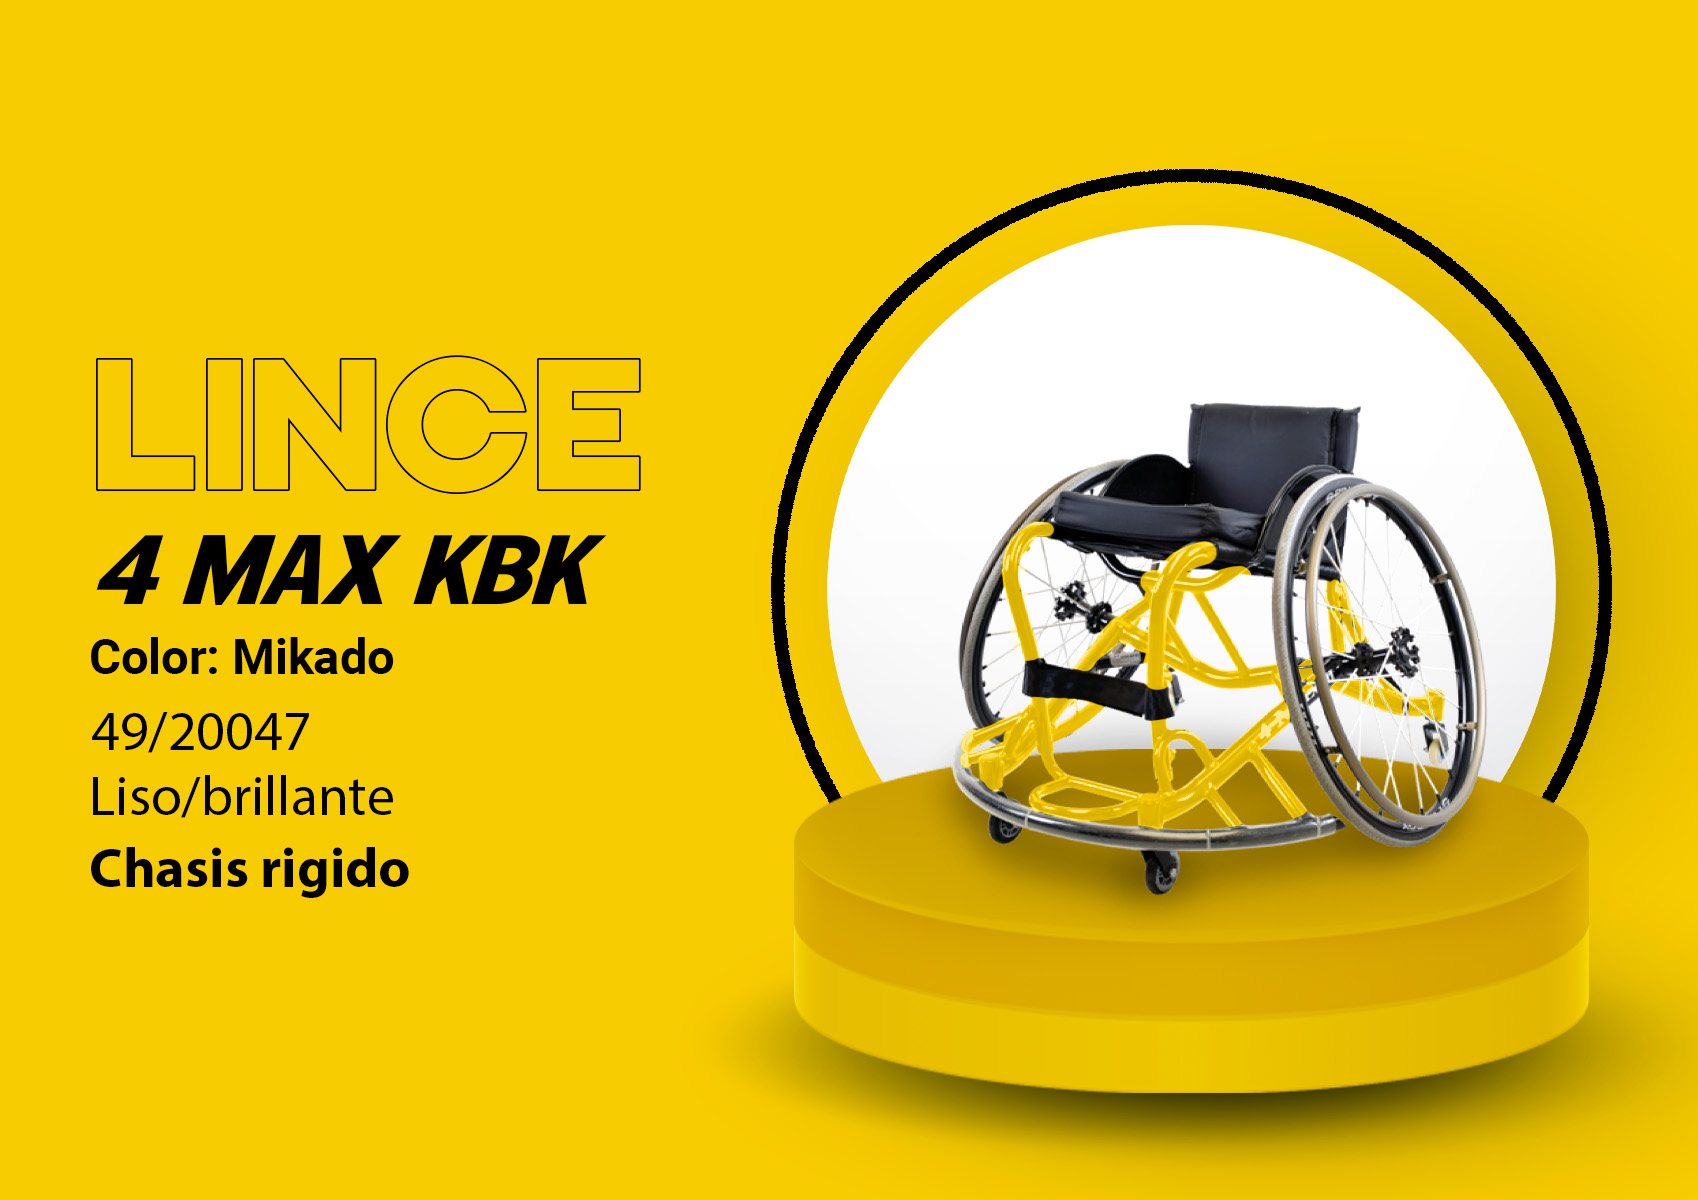 LINCE
4 MAX KBK
Color: Mikado
49/20047
Liso/brillante
Chasis rigido